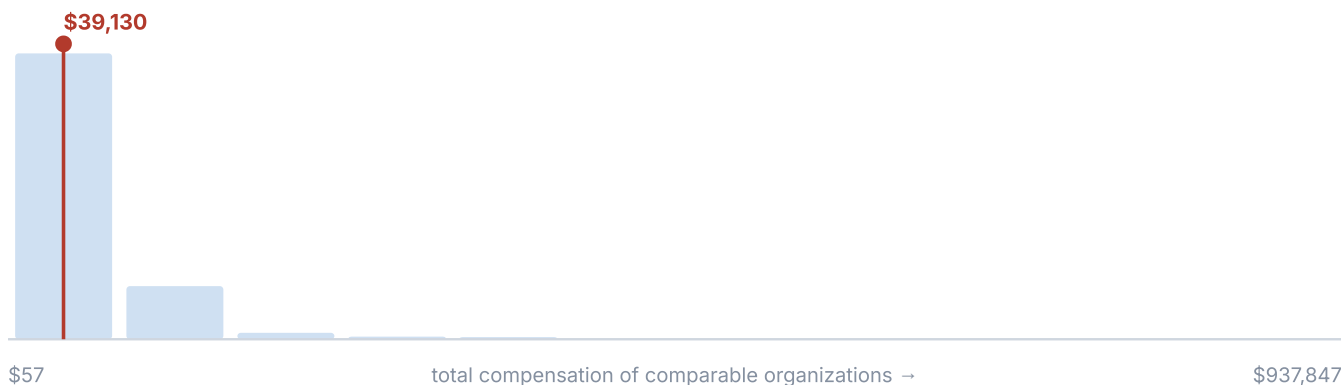 $39,130
$57 total compensation of comparable organizations → $937,847